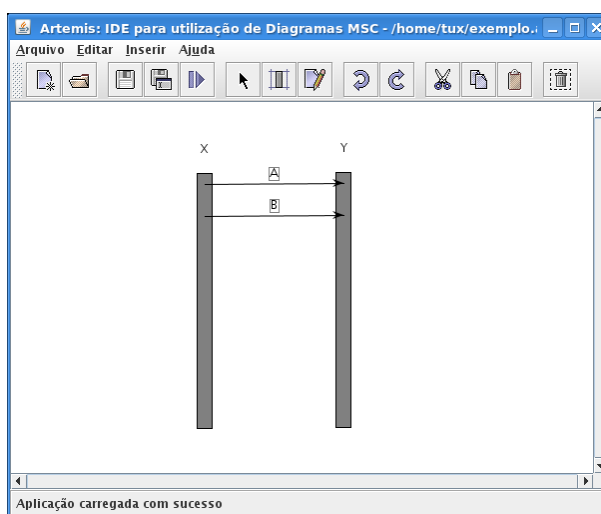 Artemis: IDE para utilização de Diagramas MSC - /home/tux/exemplo.
Arquivo Editar Inserir Ajuda
X Y
A
B
Aplicação carregada com sucesso